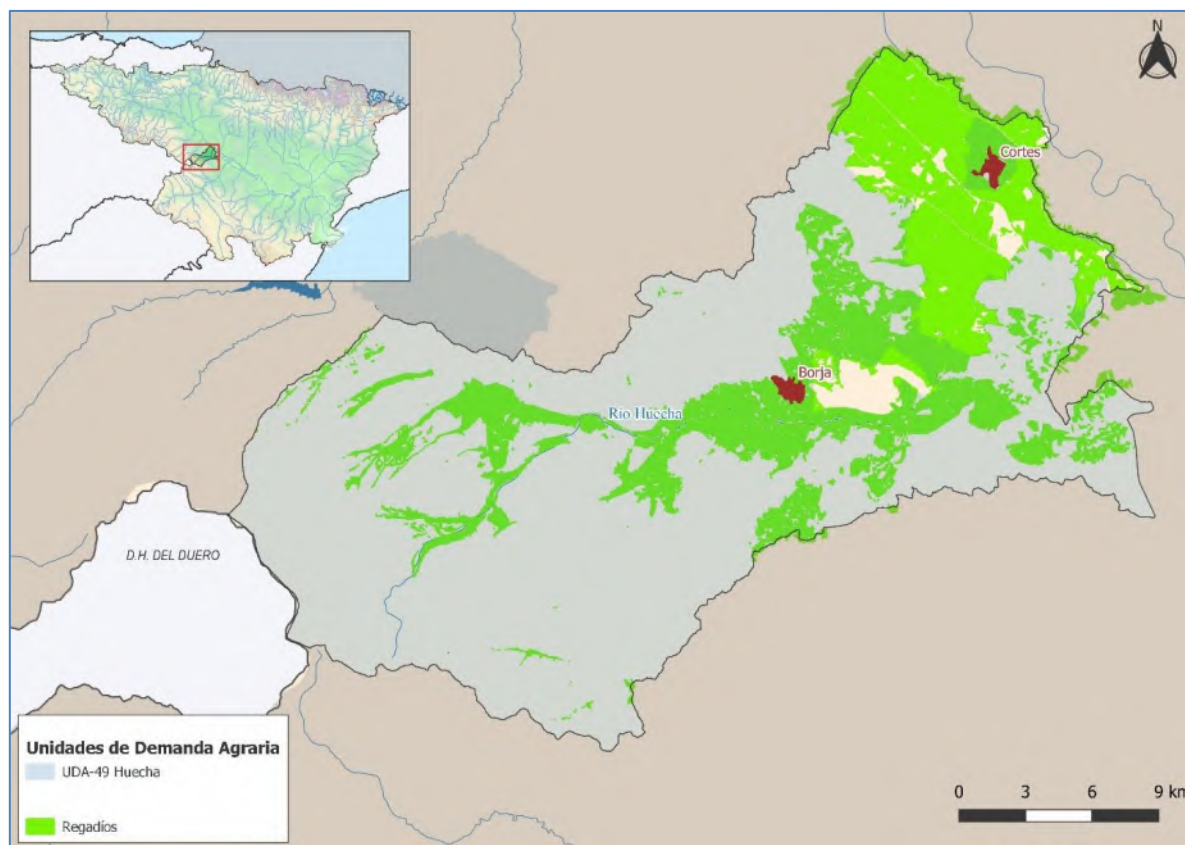 N
Cortes
Borja
Río Huecha
D.H. DEL DUERO
Unidades de Demanda Agraria
UDA-49 Huecha
Regadíos
0 3 6 9 km